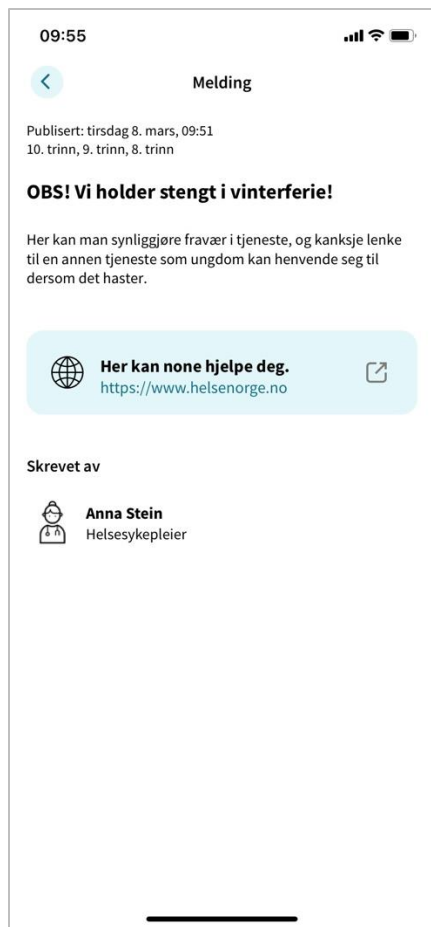 09:55
Melding
Publisert: tirsdag 8. mars, 09:51
10. trinn, 9. trinn, 8. trinn
OBS! Vi holder stengt i vinterferie!
Her kan man synliggjøre fravær i tjeneste, og kanksje lenke
til en annen tjeneste som ungdom kan henvende seg til
dersom det haster.
Her kan none hjelpe deg.
https://www.helsenorge.no
Skrevet av
Anna Stein
Helsesykepleier